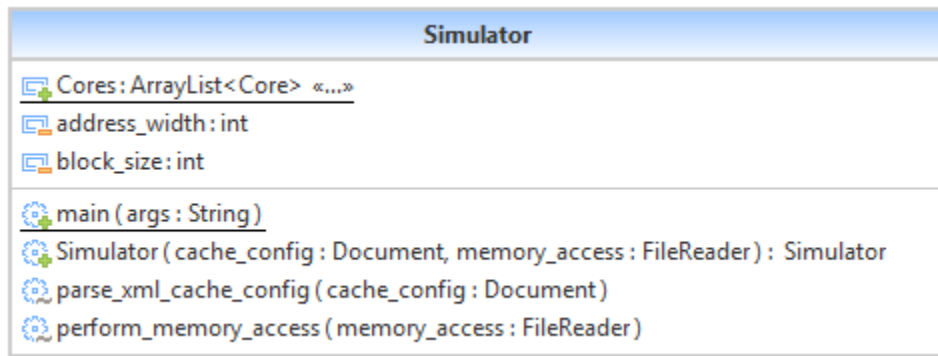 Simulator
Cores : ArrayList<Core> «...»
address_width : int
block_size : int
main ( args : String )
Simulator ( cache_config : Document, memory_access : FileReader ) : Simulator
parse_xml_cache_config ( cache_config : Document )
perform_memory_access ( memory_access : FileReader )